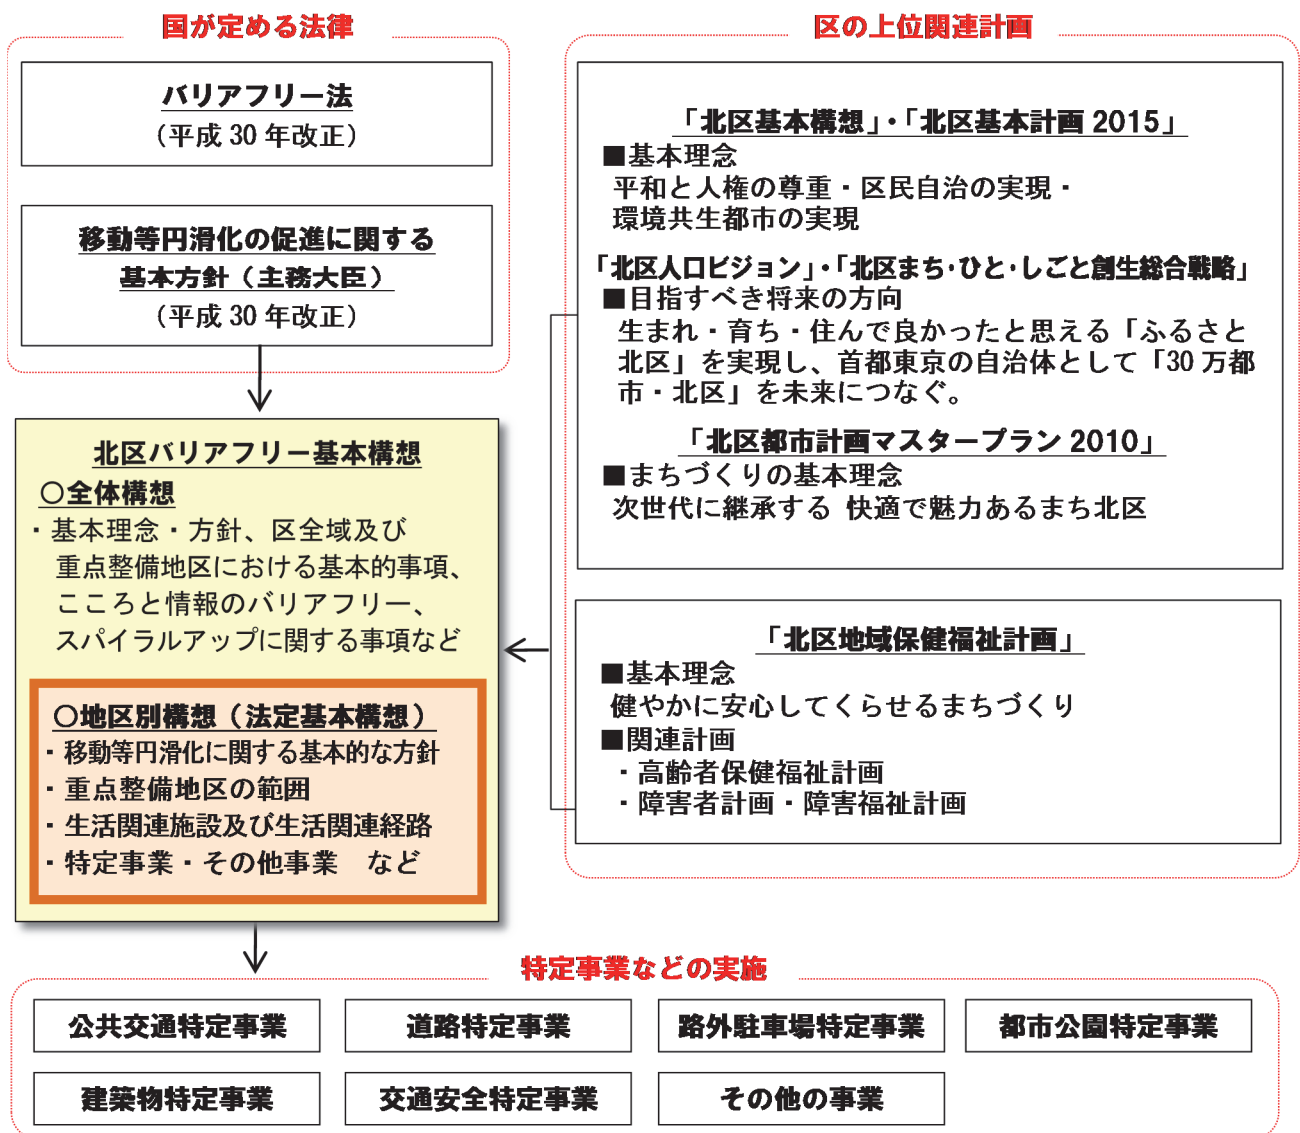 国が定める法律
バリアフリー法
（平成 30 年改正）
移動等円滑化の促進に関する
基本方針（主務大臣）
（平成 30 年改正）
区の上位関連計画
「北区基本構想」・「北区基本計画 2015」
■基本理念
平和と人権の尊重・区民自治の実現・
環境共生都市の実現
「北区人口ビジョン」・「北区まち・ひと・しごと創生総合戦略」
■目指すべき将来の方向
生まれ・育ち・住んで良かったと思える「ふるさと
北区」を実現し、首都東京の自治体として「30 万都
市・北区」を未来につなぐ。
「北区都市計画マスタープラン 2010」
■まちづくりの基本理念
次世代に継承する 快適で魅力あるまち北区
「北区地域保健福祉計画」
■基本理念
健やかに安心してくらせるまちづくり
■関連計画
・高齢者保健福祉計画
・障害者計画・障害福祉計画
北区バリアフリー基本構想
○全体構想
・基本理念・方針、区全域及び
重点整備地区における基本的事項、
こころと情報のバリアフリー、
スパイラルアップに関する事項など
○地区別構想（法定基本構想）
・移動等円滑化に関する基本的な方針
・重点整備地区の範囲
・生活関連施設及び生活関連経路
・特定事業・その他事業　など
特定事業などの実施
公共交通特定事業
道路特定事業
路外駐車場特定事業
都市公園特定事業
建築物特定事業
交通安全特定事業
その他の事業